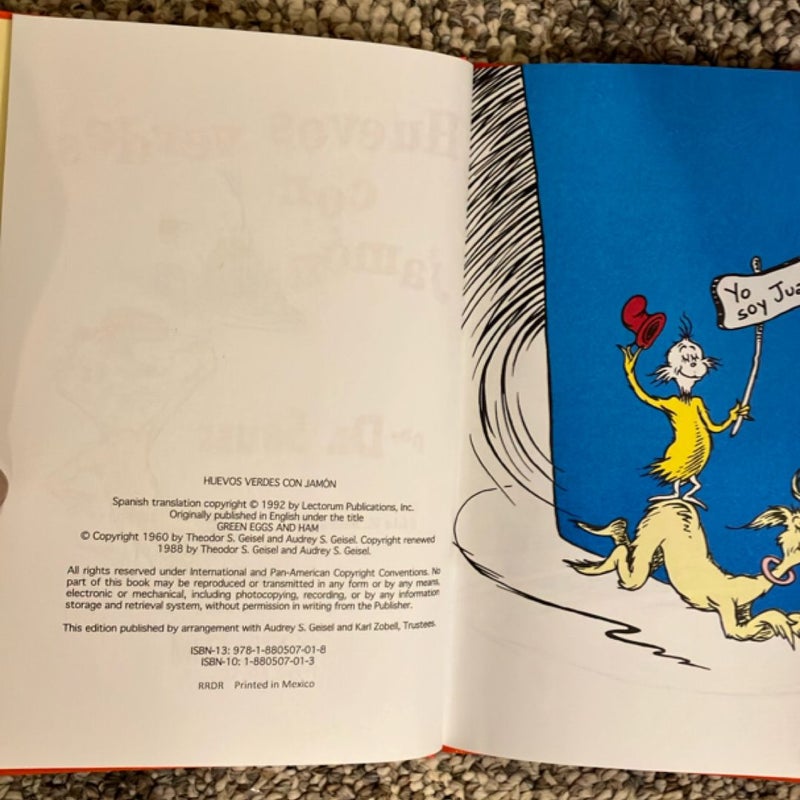 HUEVOS VERDES CON JAMÓN
Spanish translation copyright © 1992 by Lectorum Publications, Inc.
Originally published in English under the title
GREEN EGGS AND HAM
© Copyright 1960 by Theodor S. Geisel and Audrey S. Geisel. Copyright renewed
1988 by Theodor S. Geisel and Audrey S. Geisel.
All rights reserved under International and Pan-American Copyright Conventions. No
part of this book may be reproduced or transmitted in any form or by any means,
electronic or mechanical, including photocopying, recording, or by any information
storage and retrieval system, without permission in writing from the Publisher.
This edition published by arrangement with Audrey S. Geisel and Karl Zobell, Trustees.
ISBN-13: 978-1-880507-01-8
ISBN-10: 1-880507-01-3
RRDR Printed in Mexico
Yo
soy